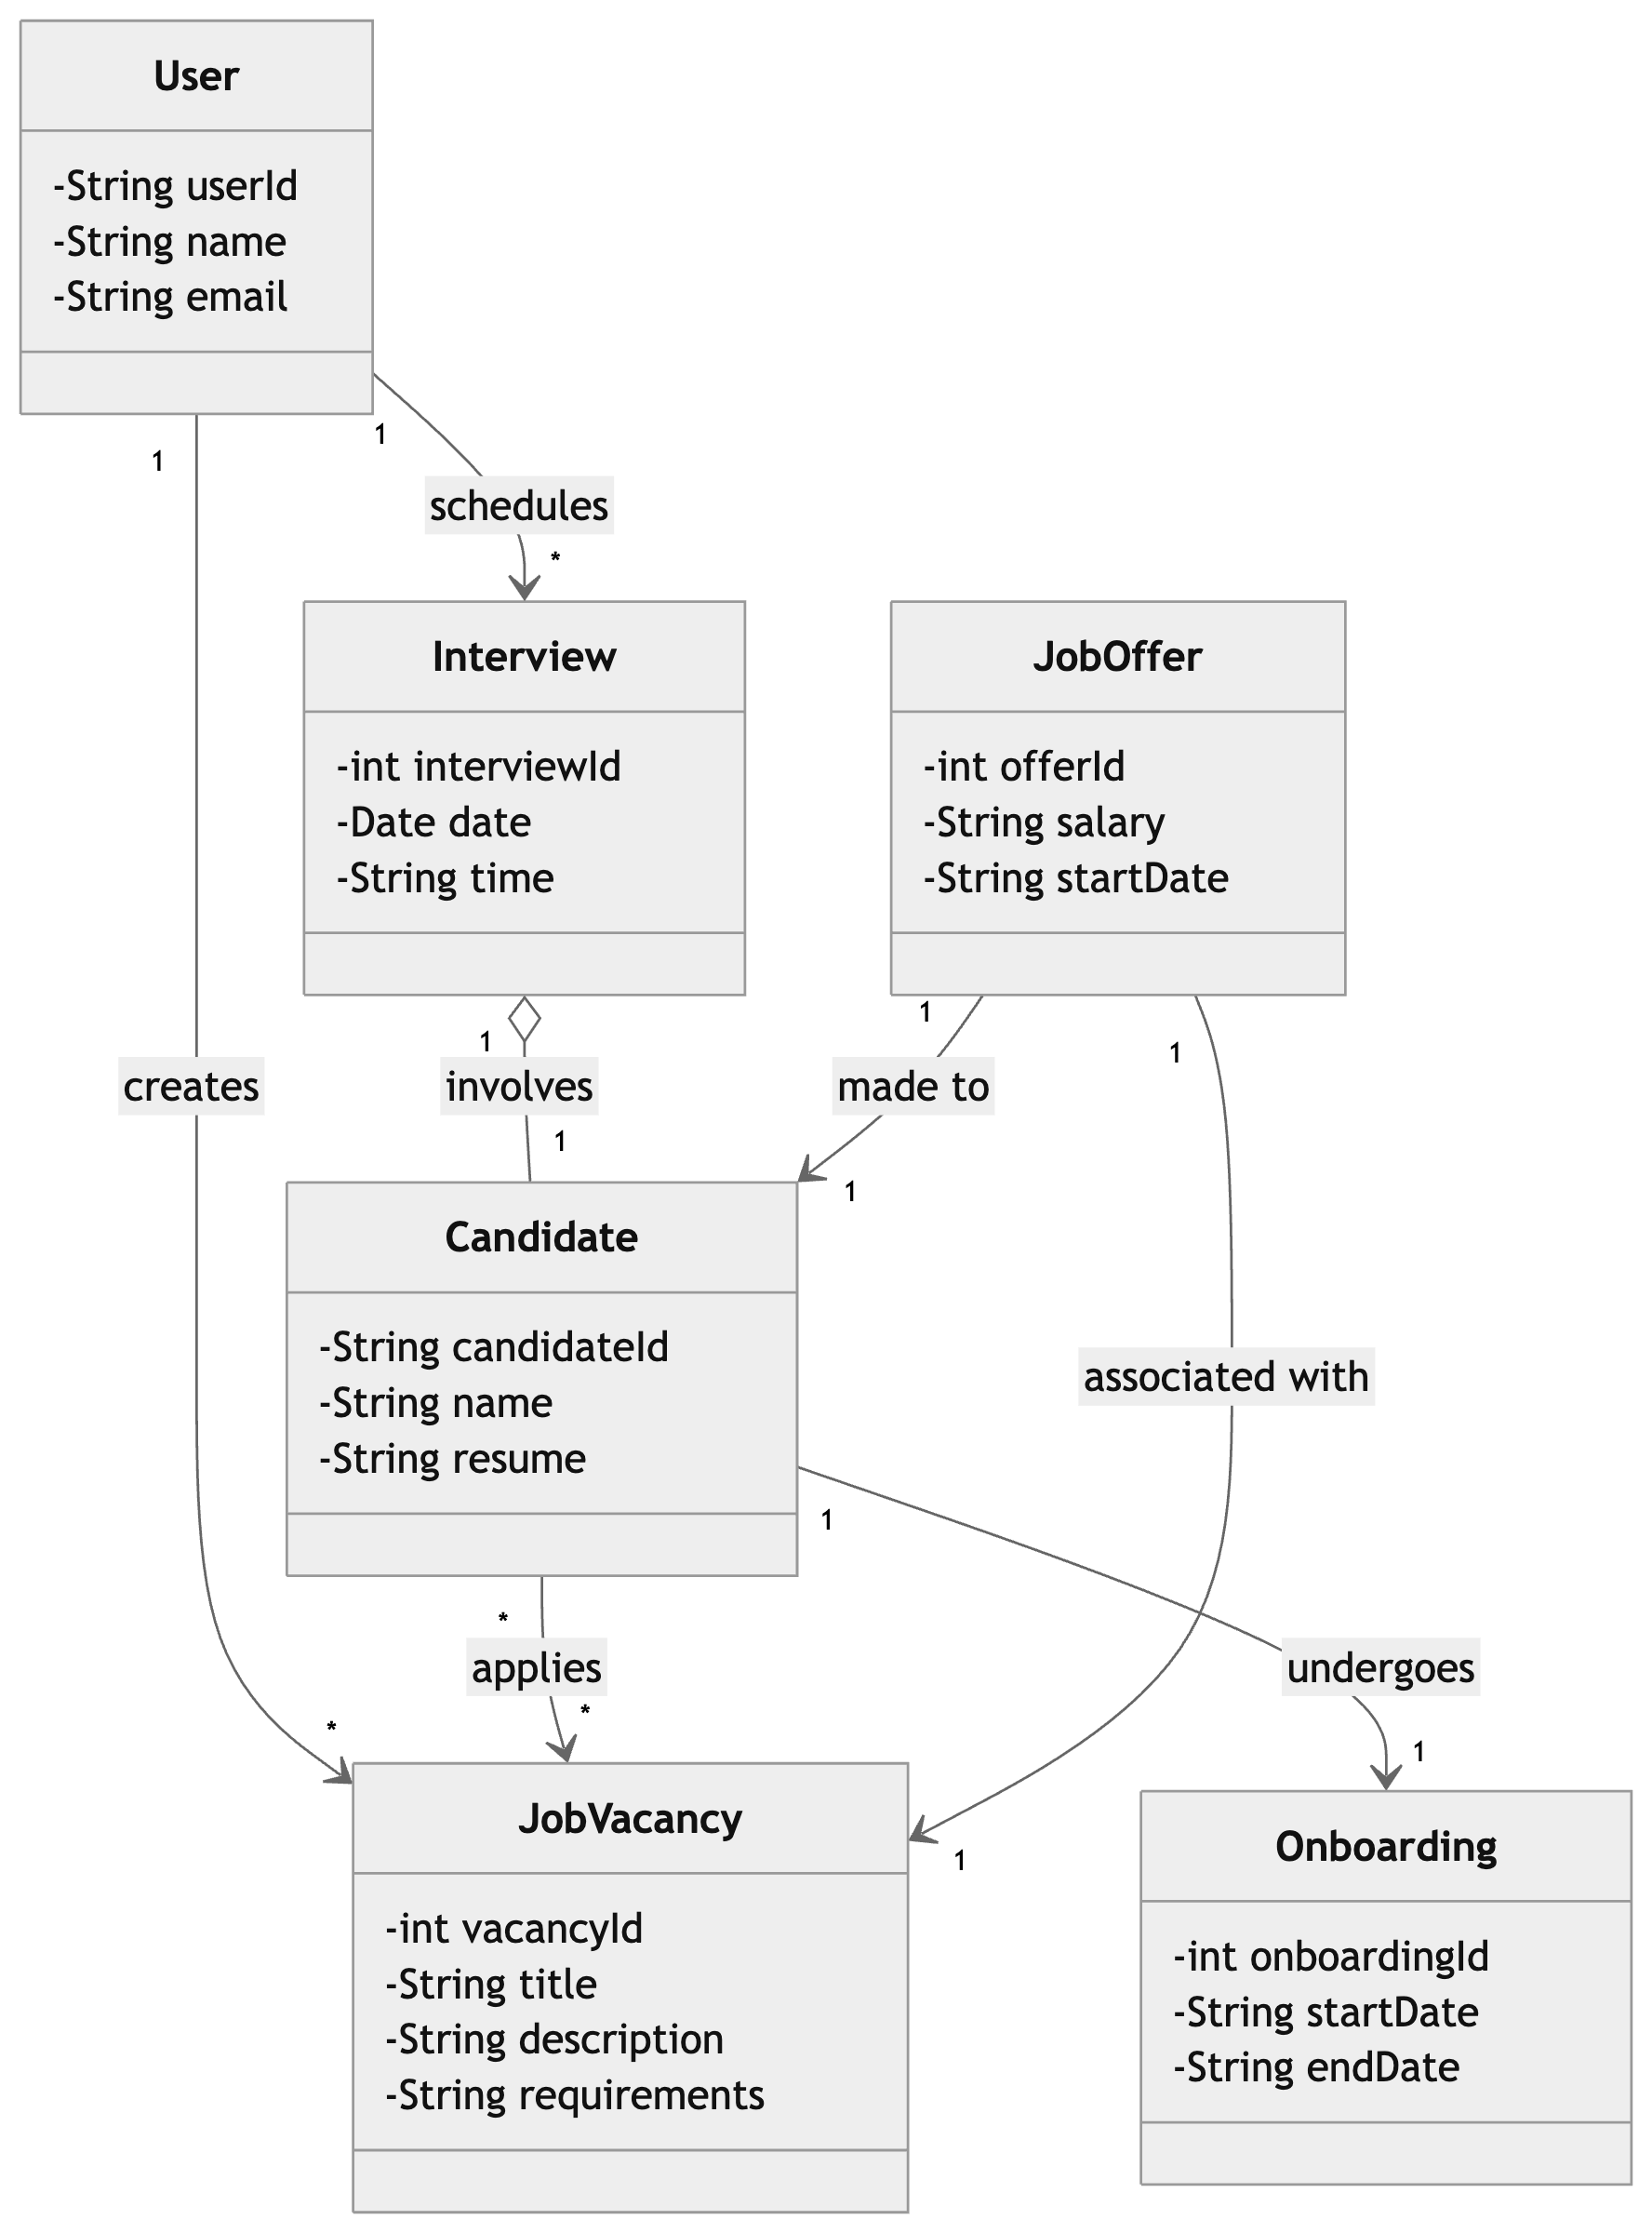 User
-String userId
-String name
-String email
1
1
schedules
*
Interview
-int interviewId
-Date date
-String time
JobOffer
-int offerId
-String salary
-String startDate
1
1
1
creates
involves
made to
1
1
Candidate
-String candidateId
-String name
-String resume
associated with
1
*
applies
undergoes
*
*
1
1
JobVacancy
-int vacancyId
-String title
-String description
-String requirements
Onboarding
-int onboardingId
-String startDate
-String endDate